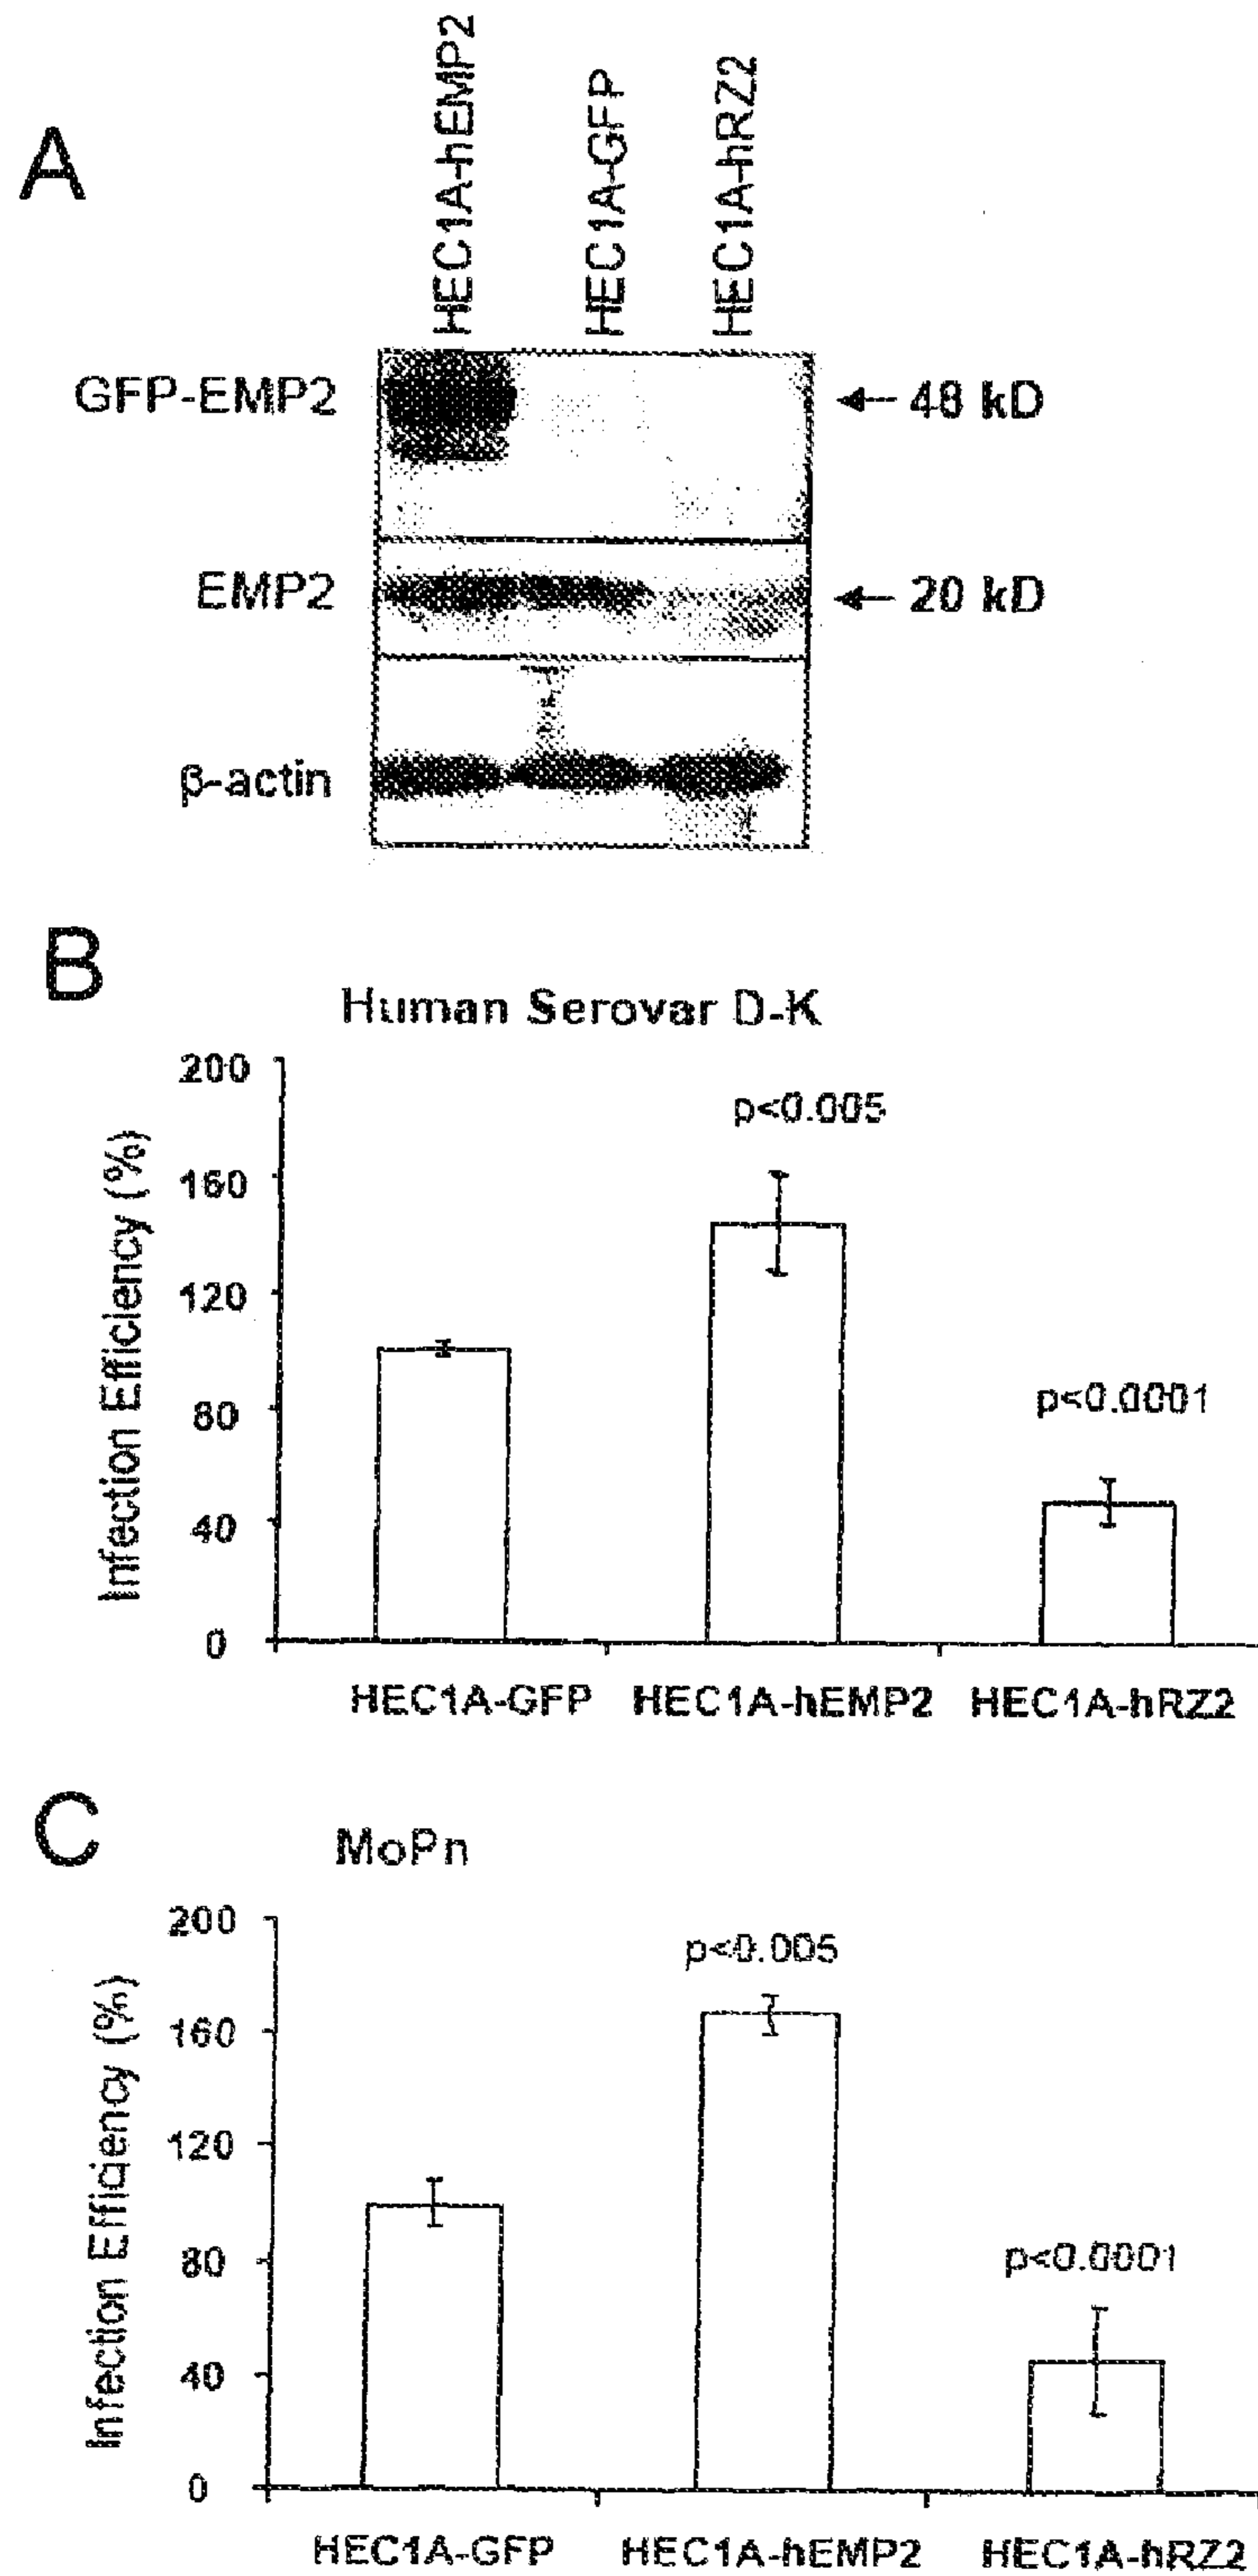 A
HEC1A-hEMP2
HEC1A-GFP
HEC1A-hRZ2
GFP-EMP2
48 kD
EMP2
20 kD
β-actin
B
Human Serovar D-K
Infection Efficiency (%)
200
160
120
80
40
0
p<0.005
p<0.0001
HEC1A-GFP HEC1A-hEMP2 HEC1A-hRZ2
C
MoPn
Infection Efficiency (%)
200
160
120
80
40
0
p<0.005
p<0.0001
HEC1A-GFP HEC1A-hEMP2 HEC1A-hRZ2